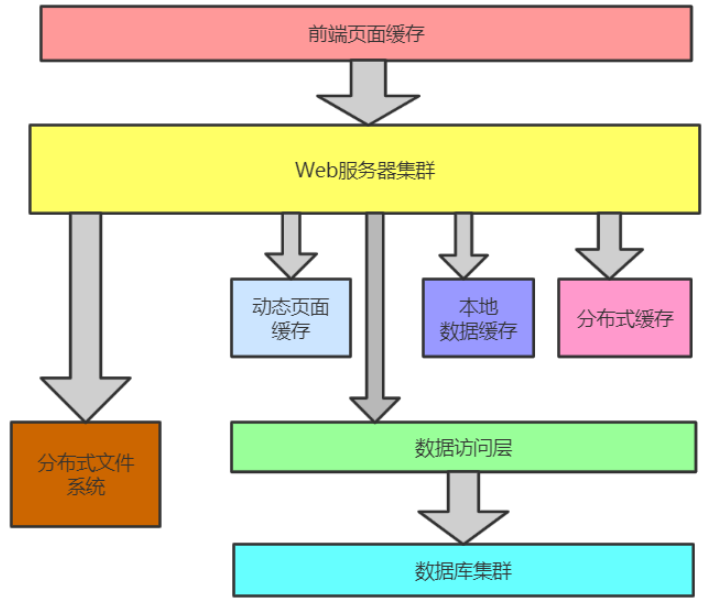 前端页面缓存
Web服务器集群
动态页面
缓存
本地
数据缓存
分布式缓存
分布式文件
系统
数据访问层
数据库集群